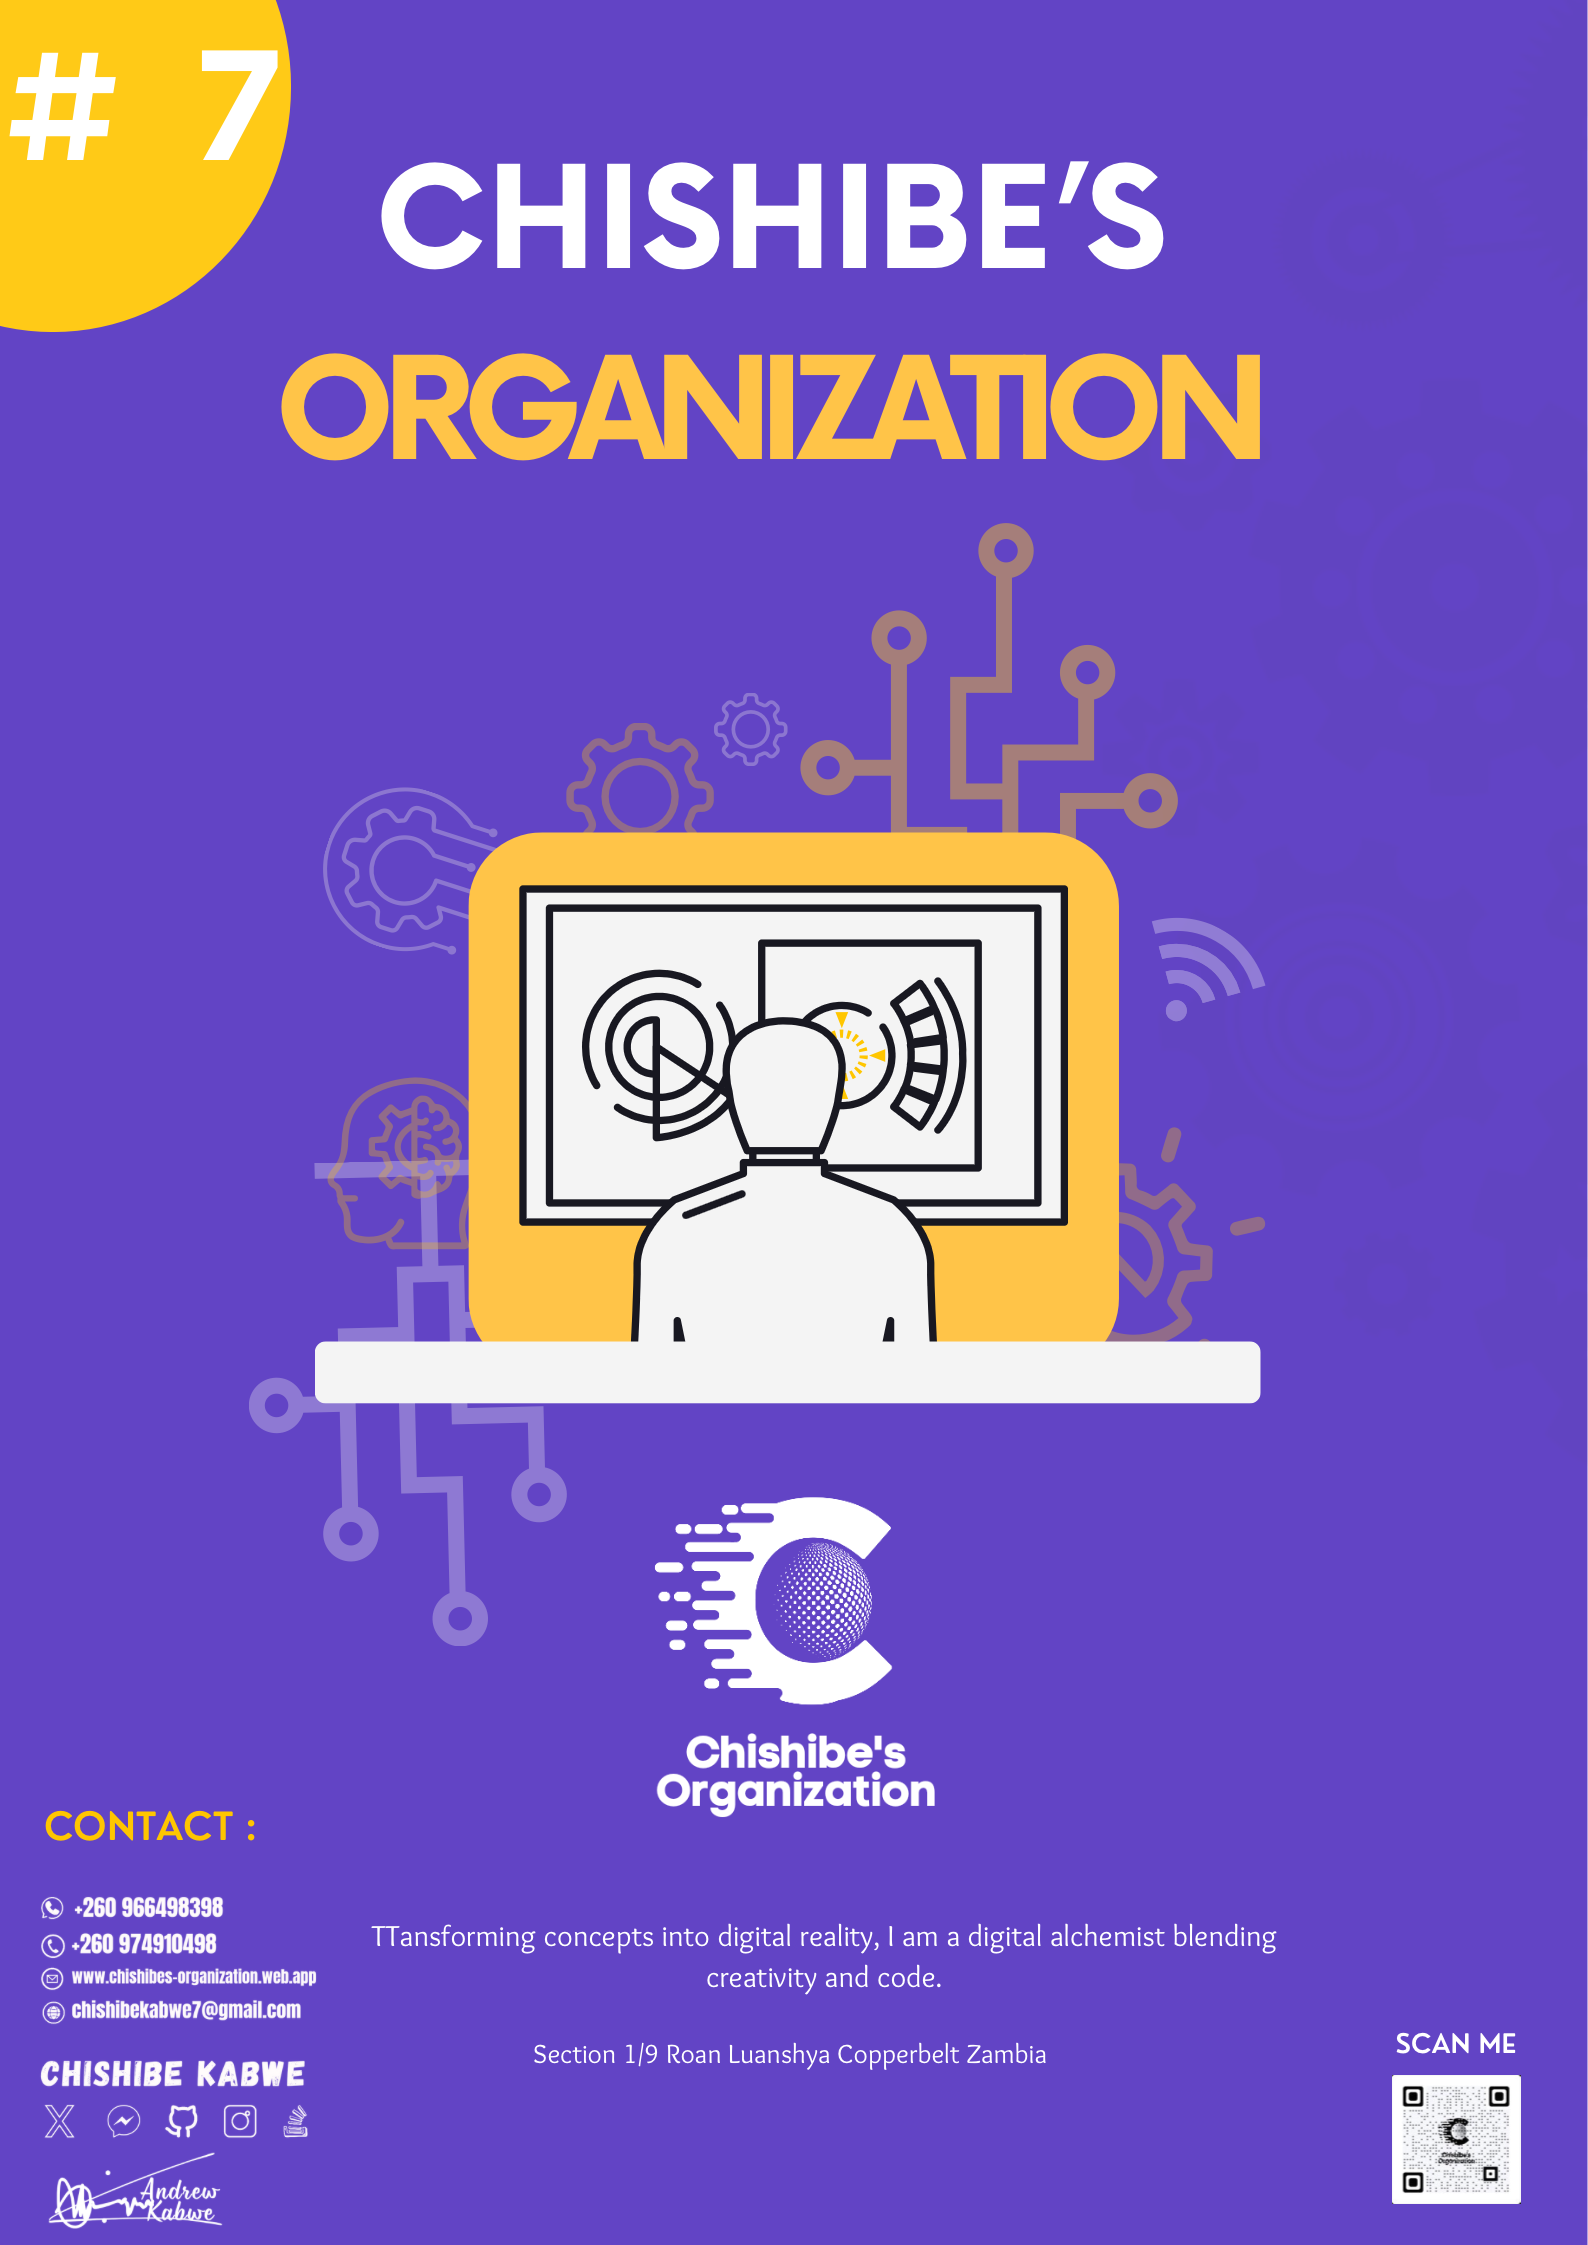 # 7
CHISHIBE’S
ORGANIZATION
Chishibe's
Organization
CONTACT :
+260 966498398
+260 974910498
www.chishibes-organization.web.app
chishibekabwe7@gmail.com
CHISHIBE KABWE
Andrew
Kabwe
TTansforming concepts into digital reality, I am a digital alchemist blending
creativity and code.
Section 1/9 Roan Luanshya Copperbelt Zambia
SCAN ME
Chishibe's
Organization